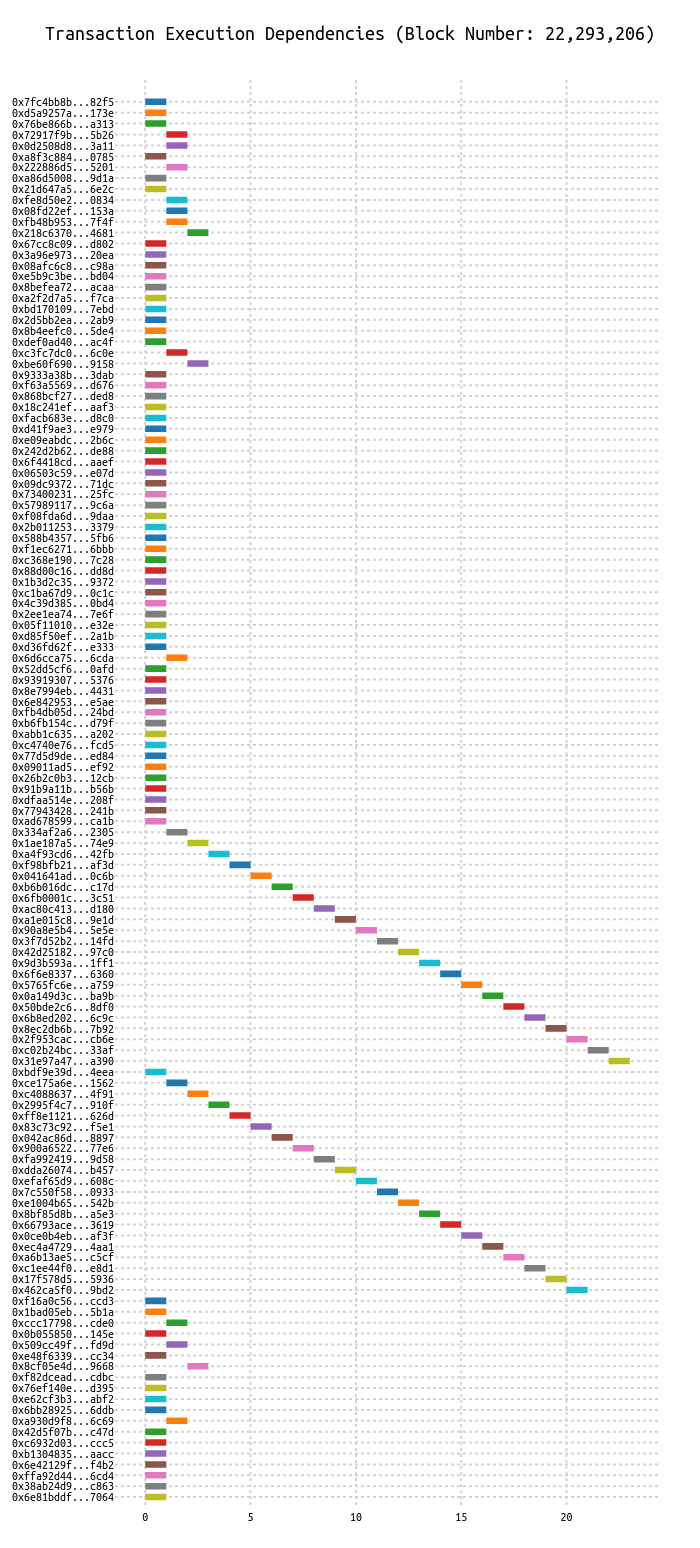 Transaction Execution Dependencies (Block Number: 22,293,206)
0x7fc4bb8b...82f5
0xd5a9257a...173e
0x76be866b...a313
0x72917f9b...5b26
0x0d2508d8...3a11
0xa8f3c884...0785
0x222886d5...5201
0xa86d5008...9d1a
0x21d647a5...6e2c
0xfe8d50e2...0834
0x08fd22ef...153a
0xfb48b953...7f4f
0x218c6370...4681
0x67cc8c09...d802
0x3a96e973...20ea
0x08afc6c8...c98a
0xe5b9c3be...bd04
0x8befea72...acaa
0xa2f2d7a5...f7ca
0xbd170109...7ebd
0x2d5bb2ea...2ab9
0x8b4eefc0...5de4
0xdef0ad40...ac4f
0xc3fc7dc0...6c0e
0xbe60f690...9158
0x9333a38b...3dab
0xf63a5569...d676
0x868bcf27...ded8
0x18c241ef...aaf3
0xfacb683e...d8c0
0xd41f9ae3...e979
0xe09eabdc...2b6c
0x242d2b62...de88
0x6f4418cd...aaef
0x06503c59...e07d
0x09dc9372...71dc
0x73400231...25fc
0x57989117...9c6a
0xf08fda6d...9daa
0x2b011253...3379
0x588b4357...5fb6
0xf1ec6271...6bbb
0xc368e190...7c28
0x88d00c16...dd8d
0x1b3d2c35...9372
0xc1ba67d9...0c1c
0x4c39d385...0bd4
0x2ee1ea74...7e6f
0x05f11010...e32e
0xd85f50ef...2a1b
0xd36fd62f...e333
0x6d6cca75...6cda
0x52dd5cf6...0afd
0x93919307...5376
0x8e7994eb...4431
0x6e842953...e5ae
0xfb4db05d...24bd
0xb6fb154c...d79f
0xabb1c635...a202
0xc4740e76...fcd5
0x77d5d9de...ed84
0x09011ad5...ef92
0x26b2c0b3...12cb
0x91b9a11b...b56b
0xdfaa514e...208f
0x77943428...241b
0xad678599...ca1b
0x334af2a6...2305
0x1ae187a5...74e9
0xa4f93cd6...42fb
0xf98bfb21...af3d
0x041641ad...0c6b
0xb6b016dc...c17d
0x6fb0001c...3c51
0xac80c413...d180
0xa1e015c8...9e1d
0x90a8e5b4...5e5e
0x3f7d52b2...14fd
0x42d25182...97c0
0x9d3b593a...1ff1
0x6f6e8337...6360
0x5765fc6e...a759
0x0a149d3c...ba9b
0x50bde2c6...8df0
0x6b8ed202...6c9c
0x8ec2db6b...7b92
0x2f953cac...cb6e
0xc02b24bc...33af
0x31e97a47...a390
0xbdf9e39d...4eea
0xce175a6e...1562
0xc4088637...4f91
0x2995f4c7...910f
0xff8e1121...626d
0x83c73c92...f5e1
0x042ac86d...8897
0x900a6522...77e6
0xfa992419...9d58
0xdda26074...b457
0xefaf65d9...608c
0x7c550f58...0933
0xe1004b65...542b
0x8bf85d8b...a5e3
0x66793ace...3619
0x0ce0b4eb...af3f
0xec4a4729...4aa1
0xa6b13ae5...c5cf
0xc1ee44f0...e8d1
0x17f578d5...5936
0x462ca5f0...9bd2
0xf16a0c56...ccd3
0x1bad05eb...5b1a
0xccc17798...cde0
0x0b055850...145e
0x509cc49f...fd9d
0xe48f6339...cc34
0x8cf05e4d...9668
0xf82dcead...cdbc
0x76ef140e...d395
0xe62cf3b3...abf2
0x6bb28925...6ddb
0xa930d9f8...6c69
0x42d5f07b...c47d
0xc6932d03...ccc5
0xb1304835...aacc
0x6e42129f...f4b2
0xffa92d44...6cd4
0x38ab24d9...c863
0x6e81bddf...7064
0 5 10 15 20